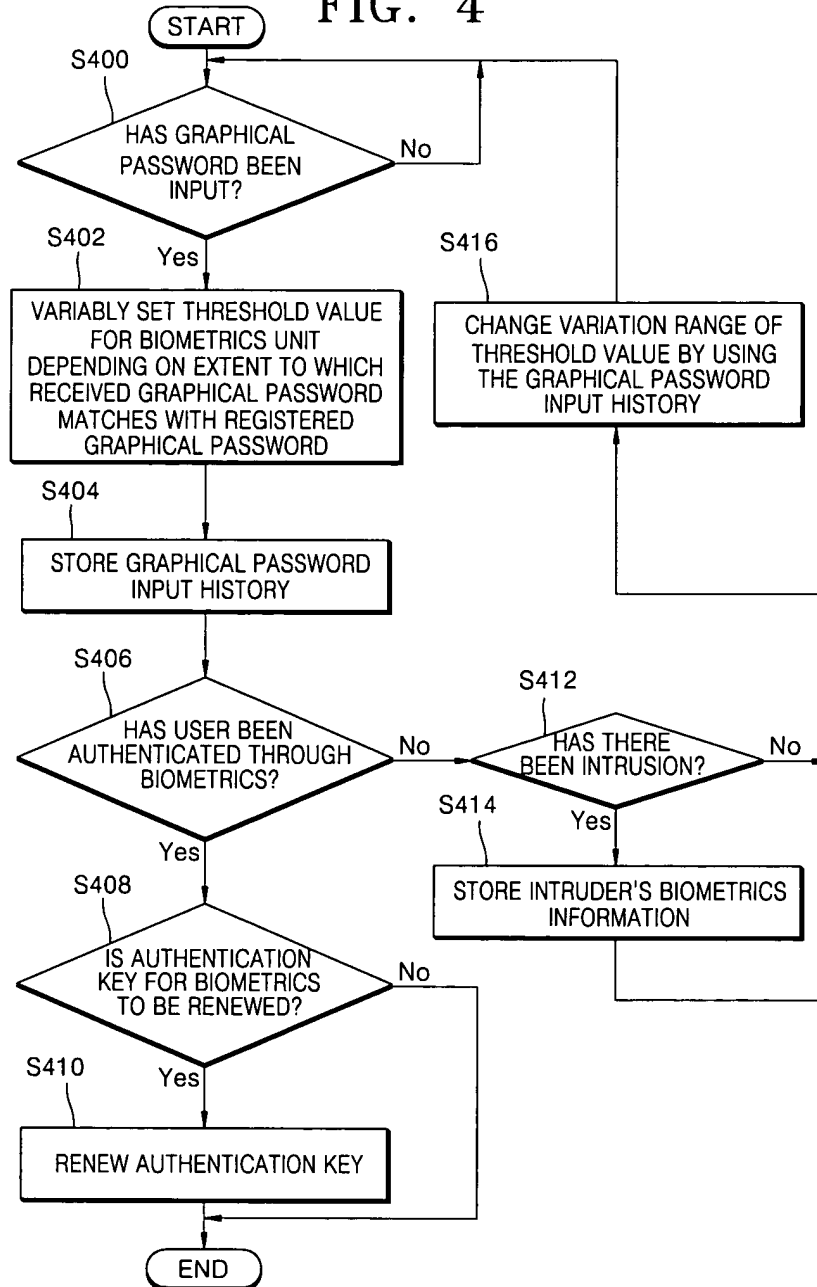 FIG. 4
START
S400
HAS GRAPHICAL
PASSWORD BEEN
INPUT?
No
Yes
S402
VARIABLY SET THRESHOLD VALUE
FOR BIOMETRICS UNIT
DEPENDING ON EXTENT TO WHICH
RECEIVED GRAPHICAL PASSWORD
MATCHES WITH REGISTERED
GRAPHICAL PASSWORD
S416
CHANGE VARIATION RANGE OF
THRESHOLD VALUE BY USING
THE GRAPHICAL PASSWORD
INPUT HISTORY
S404
STORE GRAPHICAL PASSWORD
INPUT HISTORY
S406
HAS USER BEEN
AUTHENTICATED THROUGH
BIOMETRICS?
No
Yes
S412
HAS THERE
BEEN INTRUSION?
No
Yes
S414
STORE INTRUDER'S BIOMETRICS
INFORMATION
S408
IS AUTHENTICATION
KEY FOR BIOMETRICS
TO BE RENEWED?
No
Yes
S410
RENEW AUTHENTICATION KEY
END